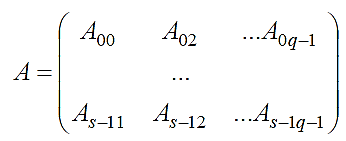 A₀₀ A₀₂ ...A₀q₋₁
A = ( ... )
Aₛ₋₁₁ Aₛ₋₁₂ ...Aₛ₋₁q₋₁